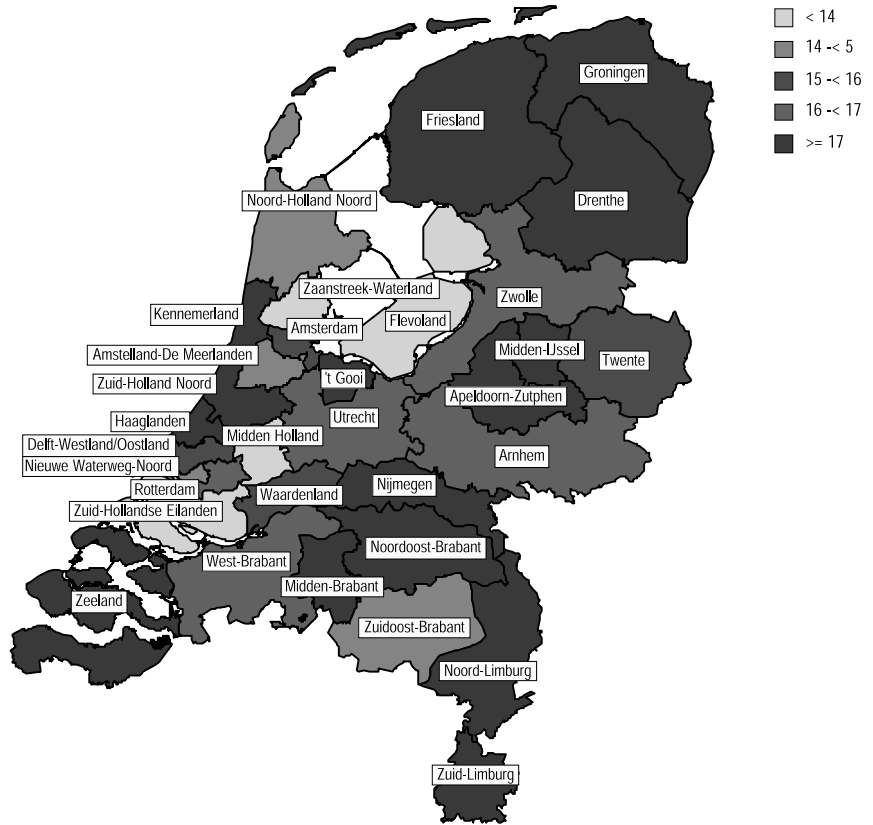 < 14
14 -< 5
15 -< 16
16 -< 17
>= 17
Groningen
Friesland
Drenthe
Noord-Holland Noord
Zaanstreek-Waterland
Zwolle
Kennemerland
Flevoland
Amsterdam
Amstelland-De Meerlanden
Midden-IJssel
Twente
't Gooi
Zuid-Holland Noord
Apeldoorn-Zutphen
Haaglanden
Utrecht
Midden Holland
Delft-Westland/Oostland
Arnhem
Nieuwe Waterweg-Noord
Rotterdam
Nijmegen
Waardenland
Zuid-Hollandse Eilanden
Noordoost-Brabant
West-Brabant
Midden-Brabant
Zeeland
Zuidoost-Brabant
Noord-Limburg
Zuid-Limburg